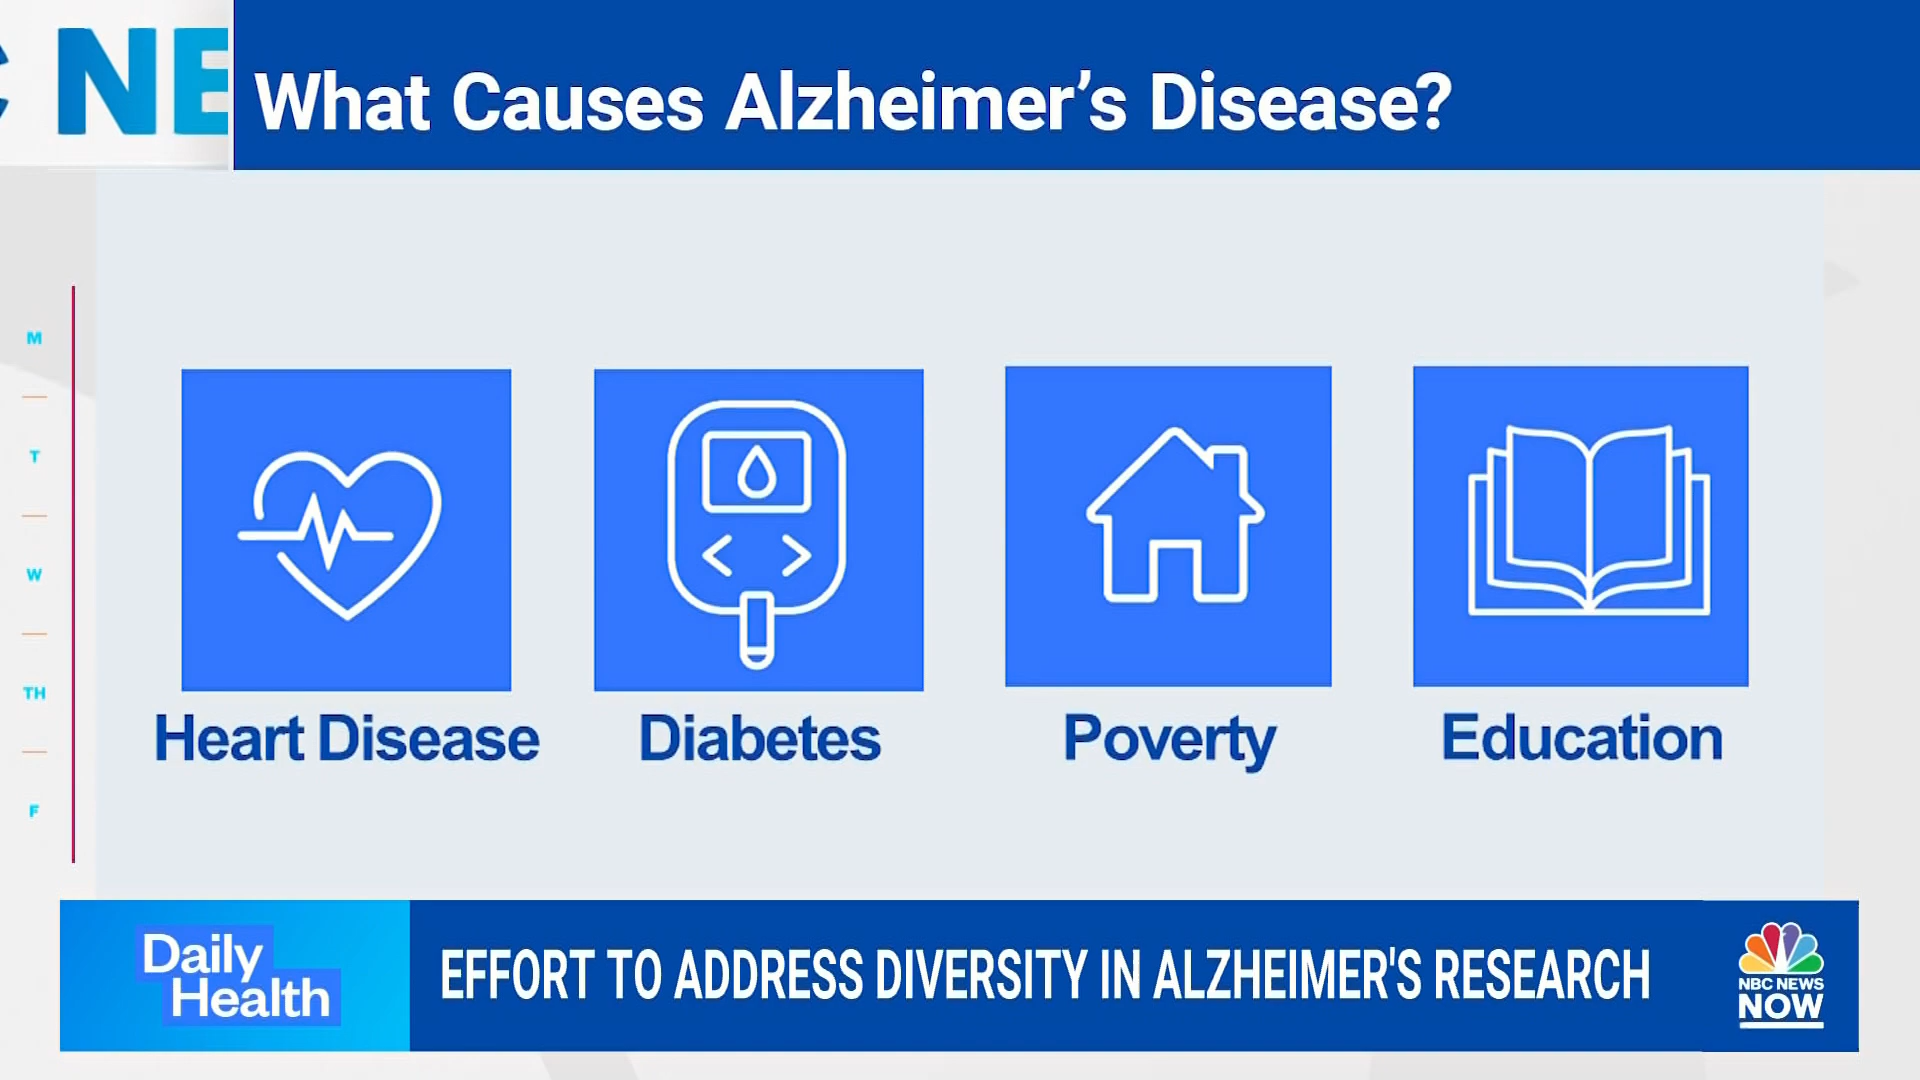 C NE
What Causes Alzheimer’s Disease?
M
T
W
TH
F
Heart Disease
Diabetes
Poverty
Education
Daily
Health
EFFORT TO ADDRESS DIVERSITY IN ALZHEIMER'S RESEARCH
NBC NEWS
NOW